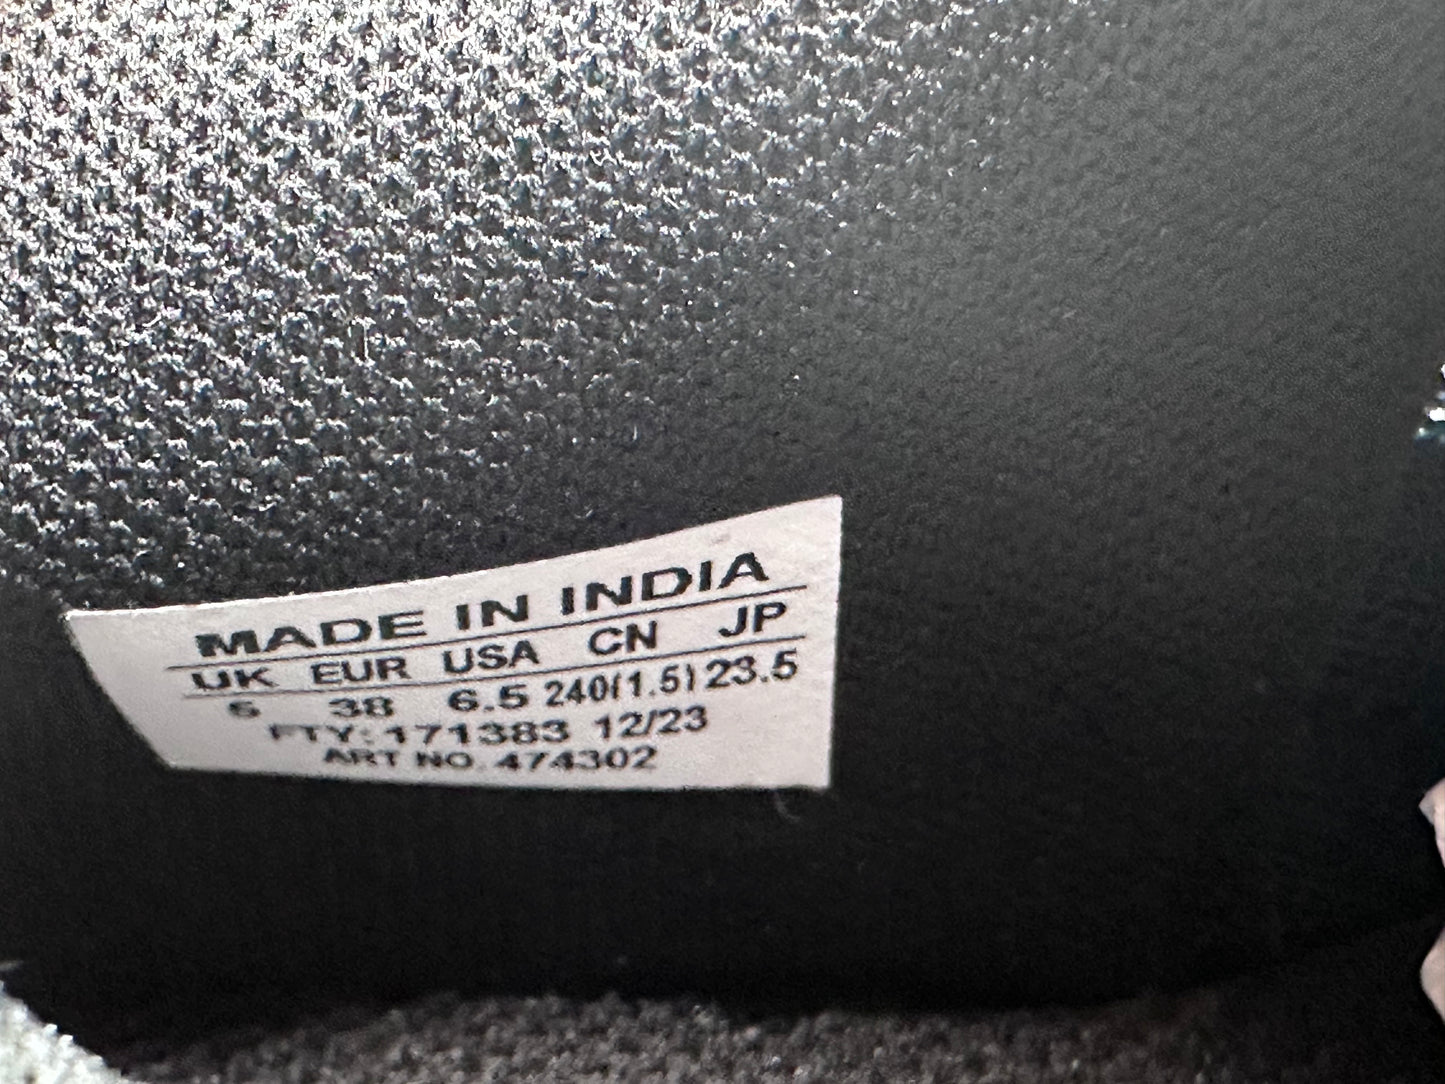 MADE IN INDIA
UK EUR USA CN JP
6 38 6.5 240(1.5) 23.5
FTY: 171383 12/23
ART NO. 474302